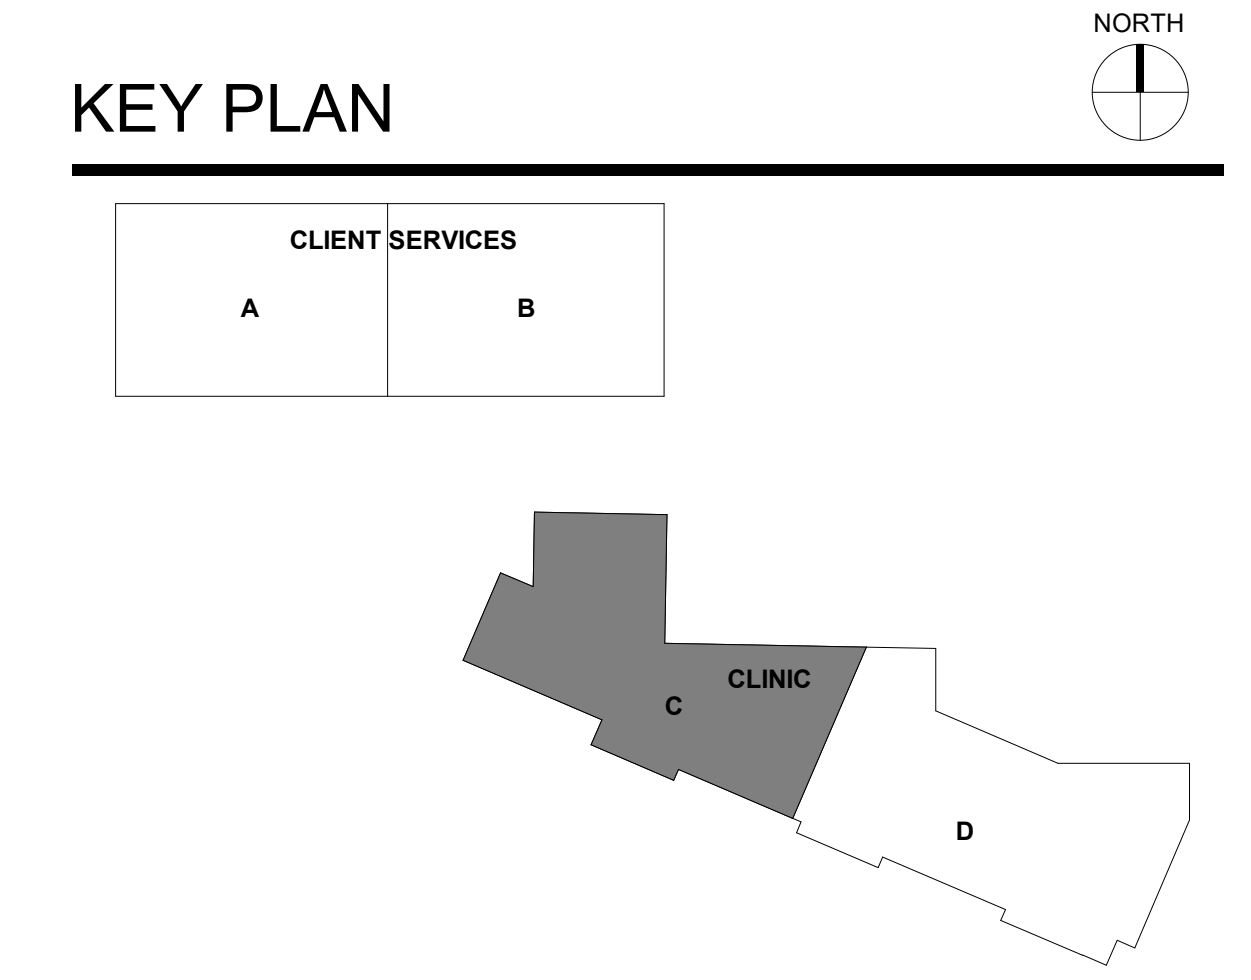 NORTH
KEY PLAN
CLIENT SERVICES
A B
CLINIC
C
D